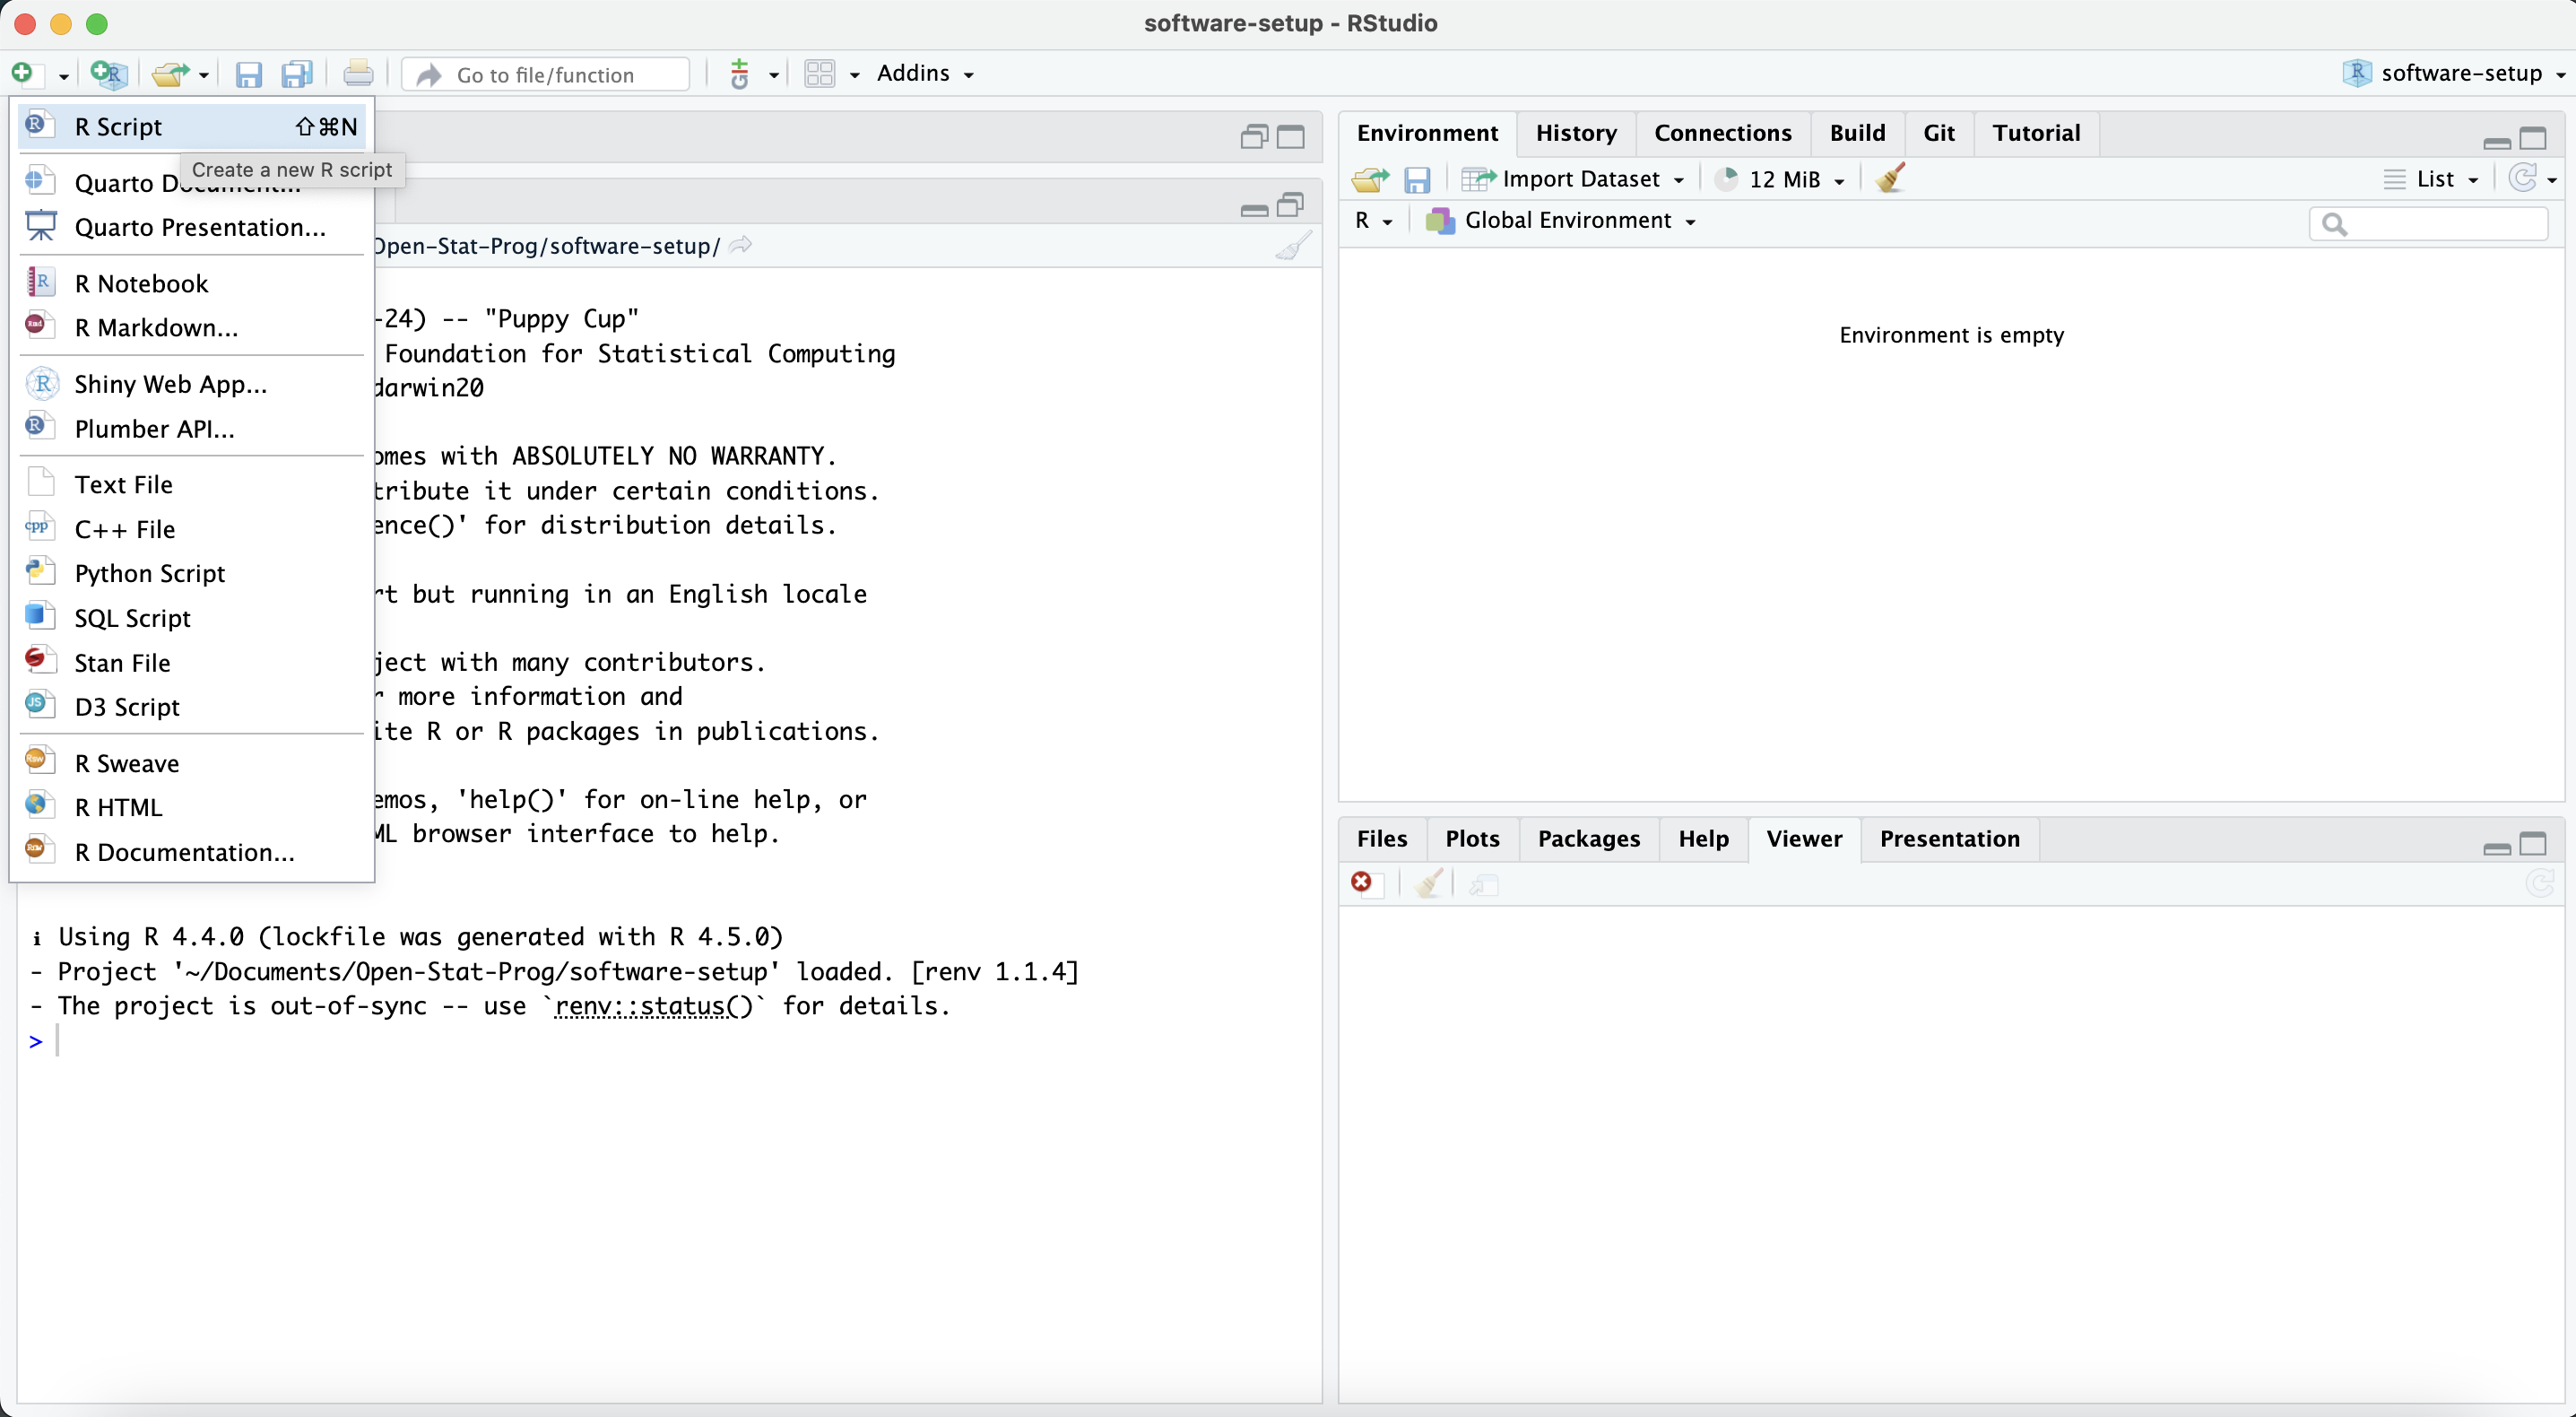 software-setup - RStudio
Go to file/function
Addins
software-setup
R Script ⇧⌘N
Create a new R script
Quarto Document...
Quarto Presentation...
R Notebook
R Markdown...
Shiny Web App...
Plumber API...
Text File
C++ File
Python Script
SQL Script
Stan File
D3 Script
R Sweave
R HTML
R Documentation...
Open-Stat-Prog/software-setup/
-24) -- "Puppy Cup"
Foundation for Statistical Computing
darwin20
omes with ABSOLUTELY NO WARRANTY.
tribute it under certain conditions.
ence()' for distribution details.
rt but running in an English locale
ject with many contributors.
r more information and
ite R or R packages in publications.
emos, 'help()' for on-line help, or
ML browser interface to help.
i Using R 4.4.0 (lockfile was generated with R 4.5.0)
- Project '~/Documents/Open-Stat-Prog/software-setup' loaded. [renv 1.1.4]
- The project is out-of-sync -- use `renv::status()` for details.
>
Environment History Connections Build Git Tutorial
Import Dataset 12 MiB List
R Global Environment
Environment is empty
Files Plots Packages Help Viewer Presentation